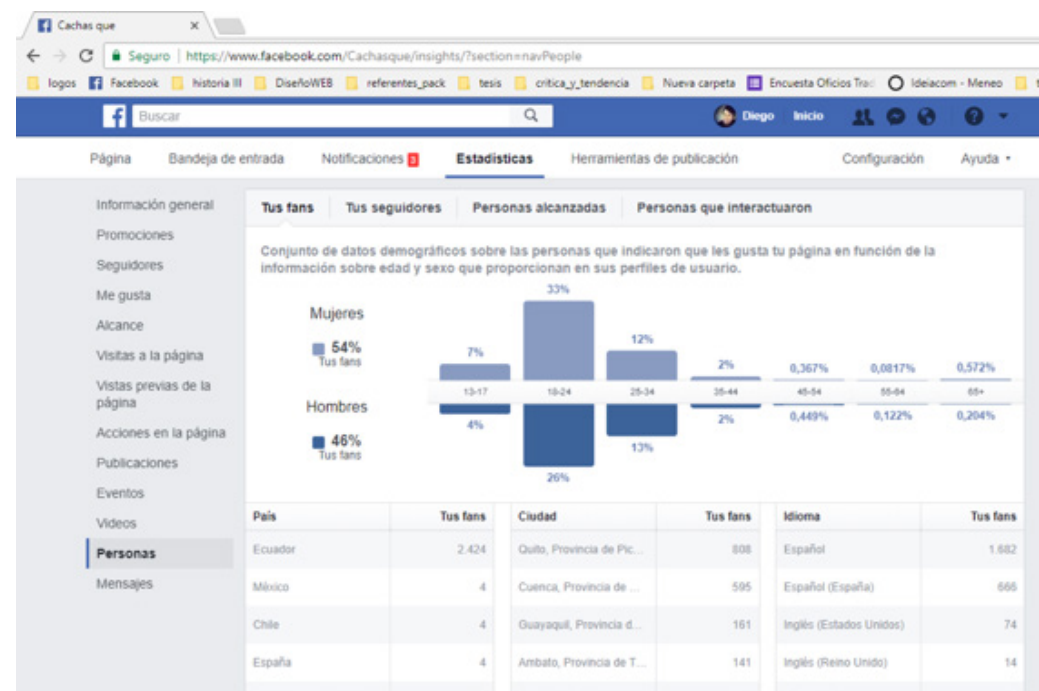 Cachas que
Seguro | https://www.facebook.com/Cachasque/insights/?section=navPeople
logos Facebook historia III DiseñoWEB referentes_pack tesis critica_y_tendencia Nueva carpeta Encuesta Oficios Trad Ideiacom - Meneo
Buscar Diego Inicio
Página Bandeja de entrada Notificaciones 3 Estadísticas Herramientas de publicación Configuración Ayuda
Información general
Promociones
Seguidores
Me gusta
Alcance
Visitas a la página
Vistas previas de la
página
Acciones en la página
Publicaciones
Eventos
Videos
Personas
Mensajes
Tus fans Tus seguidores Personas alcanzadas Personas que interactuaron
Conjunto de datos demográficos sobre las personas que indicaron que les gusta tu página en función de la
información sobre edad y sexo que proporcionan en sus perfiles de usuario.
Mujeres
54%
Tus fans
7% 33% 12% 2% 0,367% 0,0817% 0,572%
13-17 18-24 25-34 35-44 45-54 55-64 65+
Hombres
46%
Tus fans
4% 26% 13% 2% 0,449% 0,122% 0,204%
País Tus fans Ciudad Tus fans Idioma Tus fans
Ecuador 2.424 Quito, Provincia de Pic... 808 Español 1.682
México 4 Cuenca, Provincia de ... 595 Español (España) 666
Chile 4 Guayaquil, Provincia d... 161 Inglés (Estados Unidos) 74
España 4 Ambato, Provincia de T... 141 Inglés (Reino Unido) 14